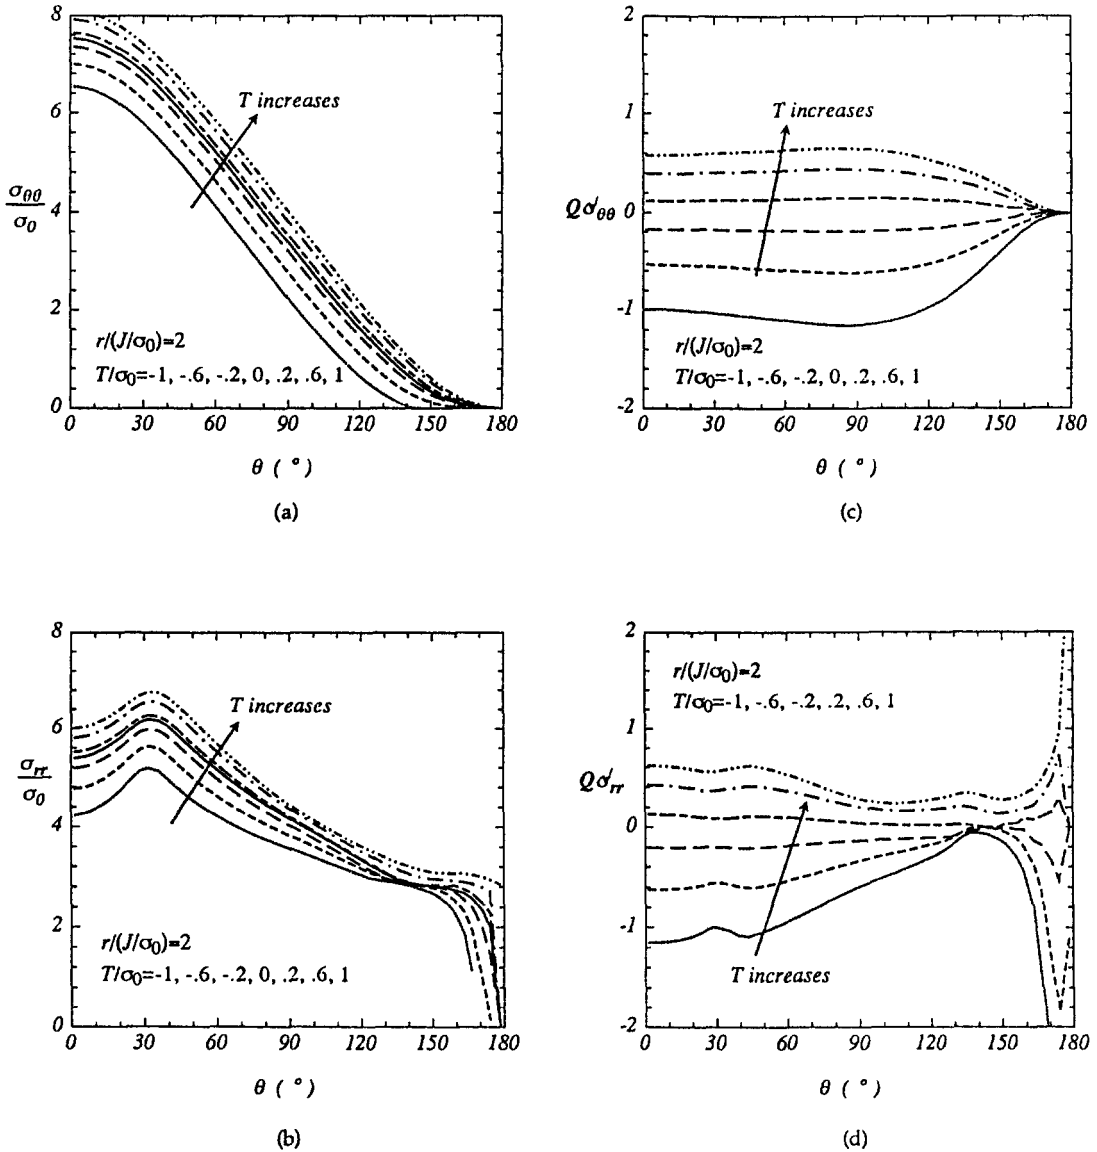 8
6
4
2
0
σθθ/σ0
T increases
r/(J/σ0)=2
T/σ0=-1, -.6, -.2, 0, .2, .6, 1
0 30 60 90 120 150 180
θ ( ° )
(a)
2
1
0
-1
-2
Qσ'θθ
T increases
r/(J/σ0)=2
T/σ0=-1, -.6, -.2, 0, .2, .6, 1
0 30 60 90 120 150 180
θ ( ° )
(c)
8
6
4
2
0
σrr/σ0
T increases
r/(J/σ0)=2
T/σ0=-1, -.6, -.2, 0, .2, .6, 1
0 30 60 90 120 150 180
θ ( ° )
(b)
2
1
0
-1
-2
Qσ'rr
r/(J/σ0)=2
T/σ0=-1, -.6, -.2, .2, .6, 1
T increases
0 30 60 90 120 150 180
θ ( ° )
(d)